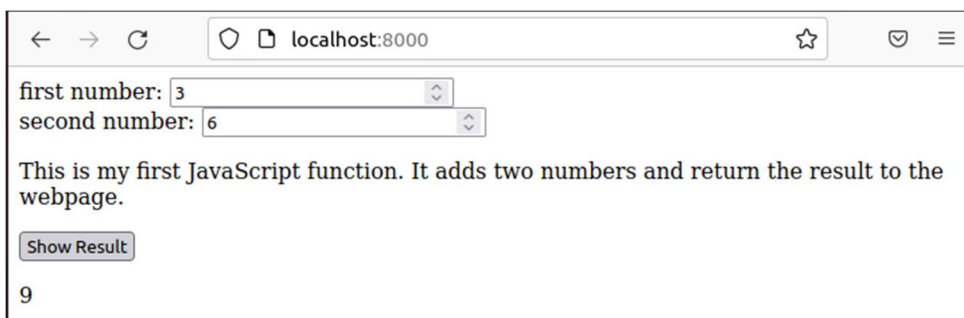 localhost:8000
first number: 3
second number: 6
This is my first JavaScript function. It adds two numbers and return the result to the
webpage.
Show Result
9